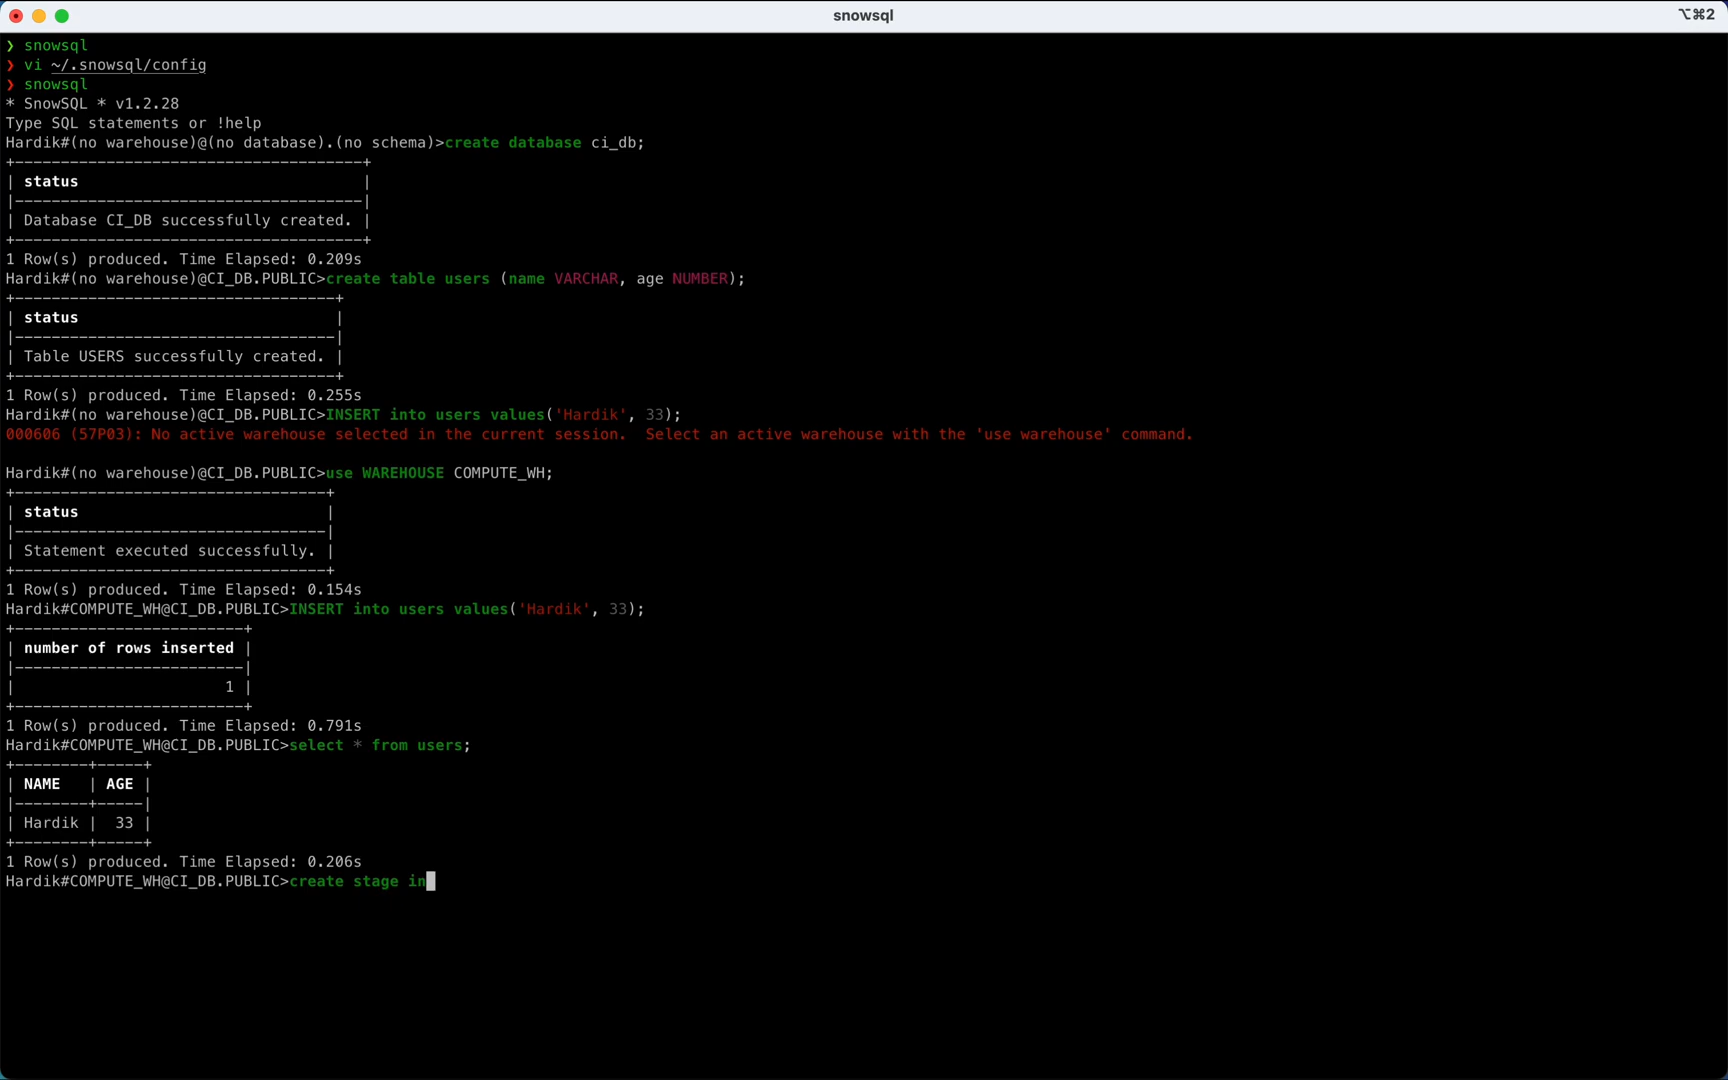 snowsql
⌥⌘2
❯ snowsql
❯ vi ~/.snowsql/config
❯ snowsql
* SnowSQL * v1.2.28
Type SQL statements or !help
Hardik#(no warehouse)@(no database).(no schema)>create database ci_db;
+--------------------------------------+
| status                               |
|--------------------------------------|
| Database CI_DB successfully created. |
+--------------------------------------+
1 Row(s) produced. Time Elapsed: 0.209s
Hardik#(no warehouse)@CI_DB.PUBLIC>create table users (name VARCHAR, age NUMBER);
+-----------------------------------+
| status                            |
|-----------------------------------|
| Table USERS successfully created. |
+-----------------------------------+
1 Row(s) produced. Time Elapsed: 0.255s
Hardik#(no warehouse)@CI_DB.PUBLIC>INSERT into users values('Hardik', 33);
000606 (57P03): No active warehouse selected in the current session.  Select an active warehouse with the 'use warehouse' command.
Hardik#(no warehouse)@CI_DB.PUBLIC>use WAREHOUSE COMPUTE_WH;
+----------------------------------+
| status                           |
|----------------------------------|
| Statement executed successfully. |
+----------------------------------+
1 Row(s) produced. Time Elapsed: 0.154s
Hardik#COMPUTE_WH@CI_DB.PUBLIC>INSERT into users values('Hardik', 33);
+-------------------------+
| number of rows inserted |
|-------------------------|
|                       1 |
+-------------------------+
1 Row(s) produced. Time Elapsed: 0.791s
Hardik#COMPUTE_WH@CI_DB.PUBLIC>select * from users;
+--------+-----+
| NAME   | AGE |
|--------+-----|
| Hardik |  33 |
+--------+-----+
1 Row(s) produced. Time Elapsed: 0.206s
Hardik#COMPUTE_WH@CI_DB.PUBLIC>create stage in